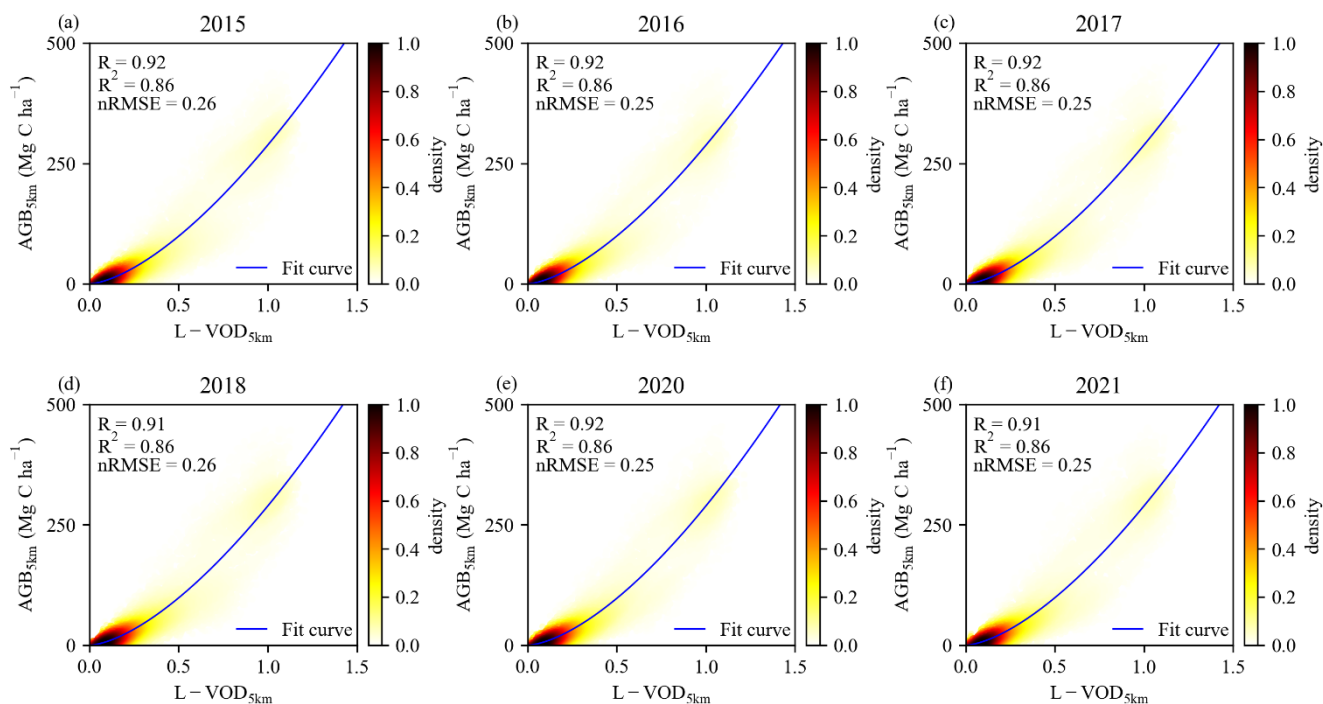 (a) 2015
500
250
0
AGB5km (Mg C ha−1)
R = 0.92
R2 = 0.86
nRMSE = 0.26
Fit curve
0.0 0.5 1.0 1.5
L − VOD5km
1.0
0.8
0.6
0.4
0.2
0.0
density
(b) 2016
500
250
0
AGB5km (Mg C ha−1)
R = 0.92
R2 = 0.86
nRMSE = 0.25
Fit curve
0.0 0.5 1.0 1.5
L − VOD5km
1.0
0.8
0.6
0.4
0.2
0.0
density
(c) 2017
500
250
0
AGB5km (Mg C ha−1)
R = 0.92
R2 = 0.86
nRMSE = 0.25
Fit curve
0.0 0.5 1.0 1.5
L − VOD5km
1.0
0.8
0.6
0.4
0.2
0.0
density
(d) 2018
500
250
0
AGB5km (Mg C ha−1)
R = 0.91
R2 = 0.86
nRMSE = 0.26
Fit curve
0.0 0.5 1.0 1.5
L − VOD5km
1.0
0.8
0.6
0.4
0.2
0.0
density
(e) 2020
500
250
0
AGB5km (Mg C ha−1)
R = 0.92
R2 = 0.86
nRMSE = 0.25
Fit curve
0.0 0.5 1.0 1.5
L − VOD5km
1.0
0.8
0.6
0.4
0.2
0.0
density
(f) 2021
500
250
0
AGB5km (Mg C ha−1)
R = 0.91
R2 = 0.86
nRMSE = 0.25
Fit curve
0.0 0.5 1.0 1.5
L − VOD5km
1.0
0.8
0.6
0.4
0.2
0.0
density